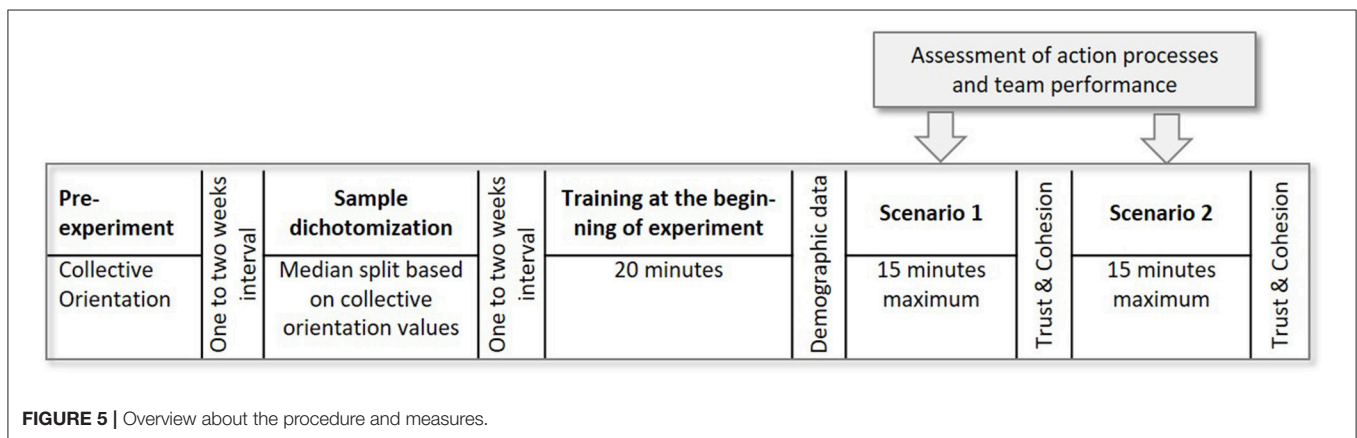 Assessment of action processes
and team performance
Pre-
experiment
Collective
Orientation
One to two weeks
interval
Sample
dichotomization
Median split based
on collective
orientation values
One to two weeks
interval
Training at the begin-
ning of experiment
20 minutes
Demographic data
Scenario 1
15 minutes
maximum
Trust & Cohesion
Scenario 2
15 minutes
maximum
Trust & Cohesion
FIGURE 5 | Overview about the procedure and measures.